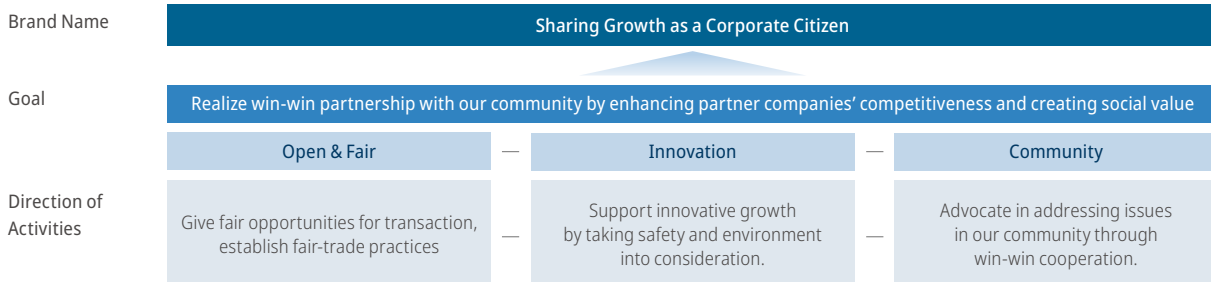 Brand Name
Sharing Growth as a Corporate Citizen
Goal
Realize win-win partnership with our community by enhancing partner companies’ competitiveness and creating social value
Open & Fair — Innovation — Community
Direction of
Activities
Give fair opportunities for transaction,
establish fair-trade practices
—
Support innovative growth
by taking safety and environment
into consideration.
—
Advocate in addressing issues
in our community through
win-win cooperation.